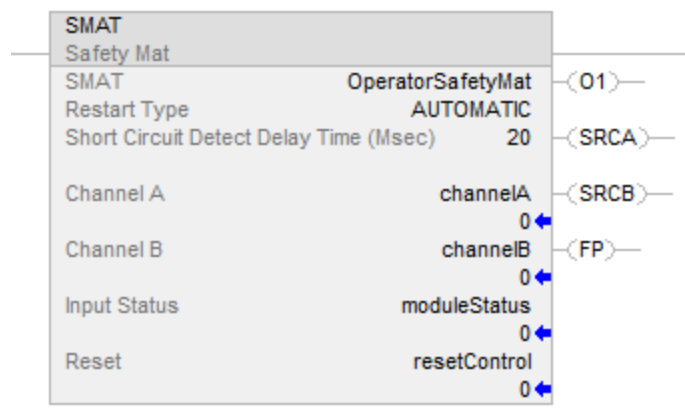 SMAT
Safety Mat
SMAT OperatorSafetyMat O1
Restart Type AUTOMATIC
Short Circuit Detect Delay Time (Msec) 20 SRCA
Channel A channelA SRCB
0
Channel B channelB FP
0
Input Status moduleStatus
0
Reset resetControl
0